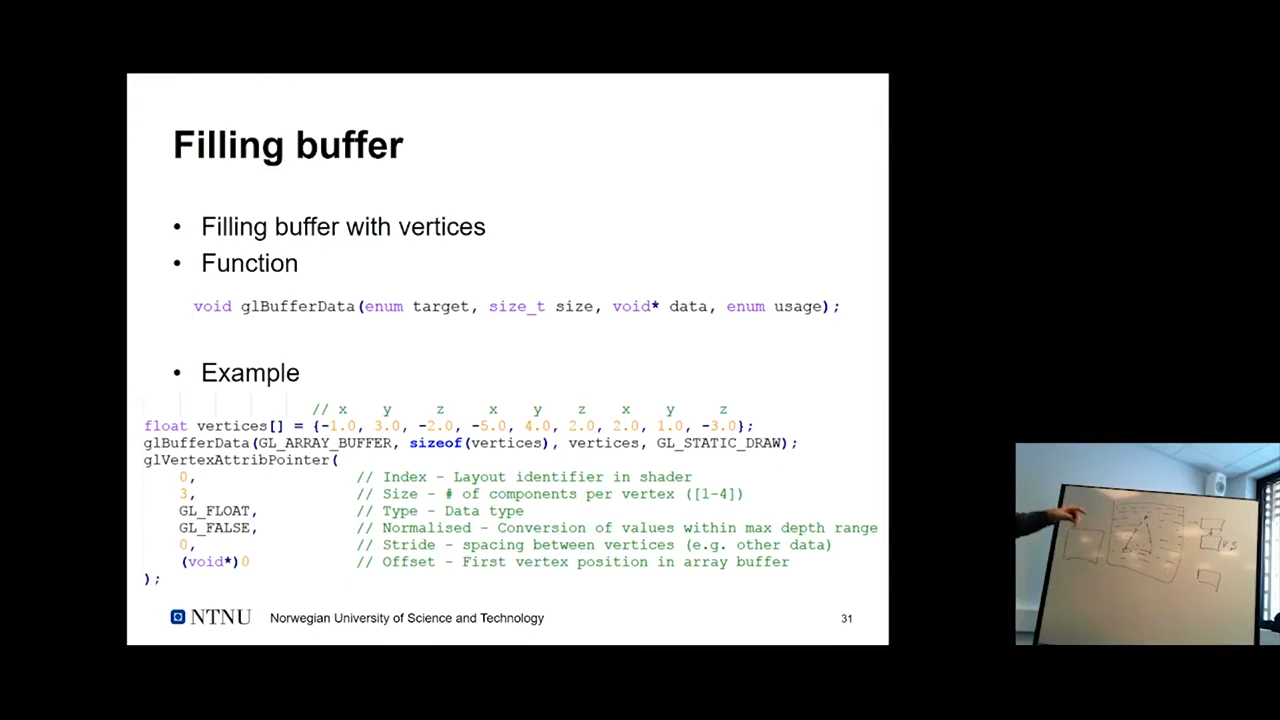 Filling buffer
• Filling buffer with vertices
• Function
void glBufferData(enum target, size_t size, void* data, enum usage);
• Example
// x y z x y z x y z
float vertices[] = {-1.0, 3.0, -2.0, -5.0, 4.0, 2.0, 2.0, 1.0, -3.0};
glBufferData(GL_ARRAY_BUFFER, sizeof(vertices), vertices, GL_STATIC_DRAW);
glVertexAttribPointer(
0, // Index - Layout identifier in shader
3, // Size - # of components per vertex ([1-4])
GL_FLOAT, // Type - Data type
GL_FALSE, // Normalised - Conversion of values within max depth range
0, // Stride - spacing between vertices (e.g. other data)
(void*)0 // Offset - First vertex position in array buffer
);
NTNU Norwegian University of Science and Technology 31